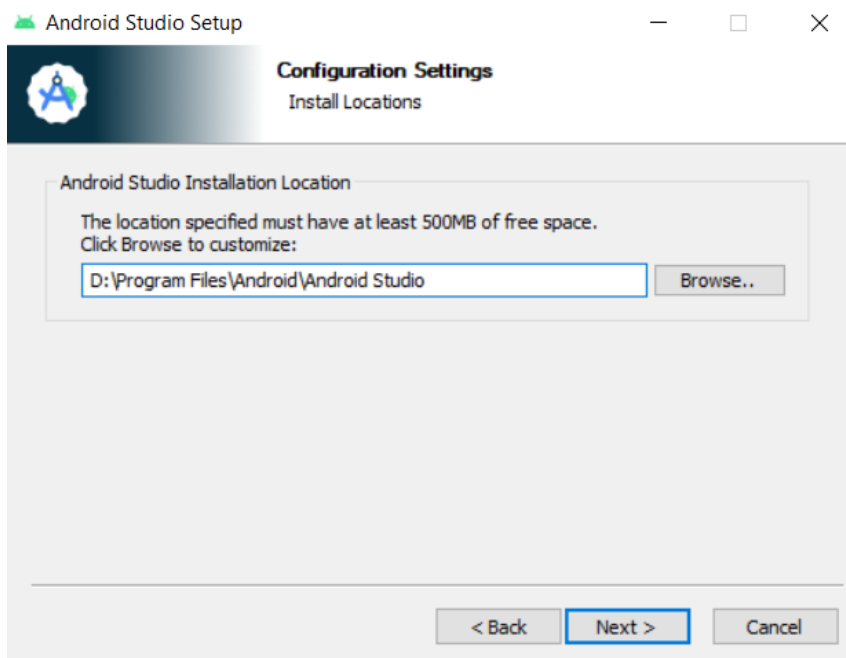 Android Studio Setup
Configuration Settings
Install Locations
Android Studio Installation Location
The location specified must have at least 500MB of free space.
Click Browse to customize:
D:\Program Files\Android\Android Studio
Browse..
< Back
Next >
Cancel